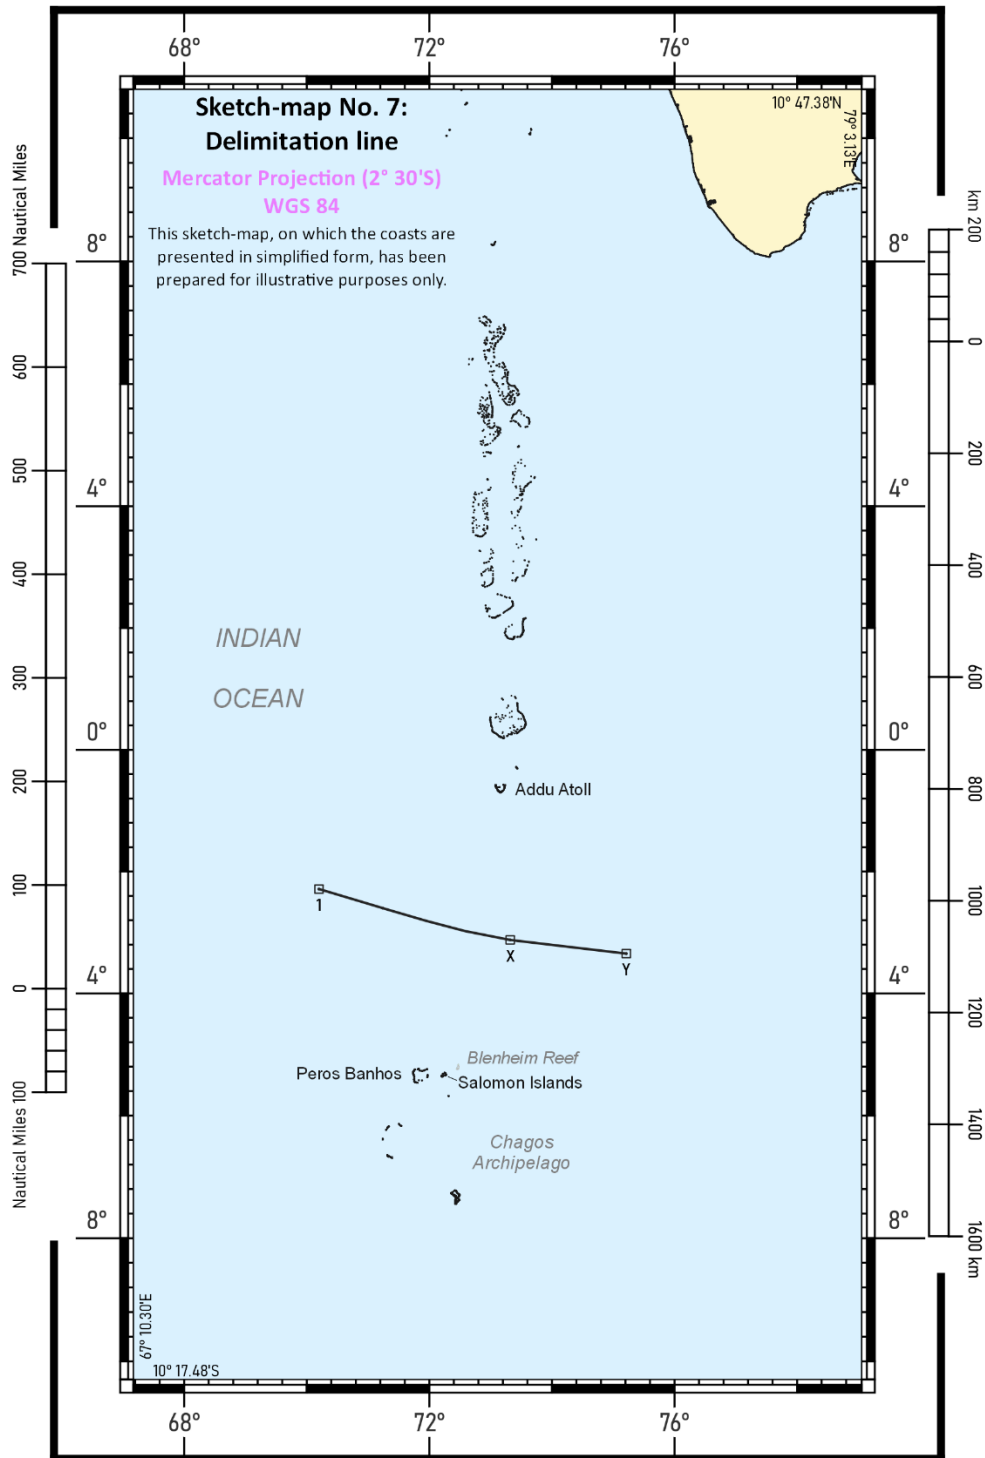 68° 72° 76°
Sketch-map No. 7:
Delimitation line
Mercator Projection (2° 30'S)
WGS 84
This sketch-map, on which the coasts are
presented in simplified form, has been
prepared for illustrative purposes only.
10° 47.38'N
79° 3.13'E
700 Nautical Miles
600
500
400
300
200
100
0
Nautical Miles 100
km 200
0
200
400
600
800
1000
1200
1400
1600 km
8° 8°
4° 4°
INDIAN
OCEAN
0° 0°
Addu Atoll
1
X
Y
4° 4°
Blenheim Reef
Peros Banhos
Salomon Islands
Chagos
Archipelago
8° 8°
67° 10.30'E
10° 17.48'S
68° 72° 76°